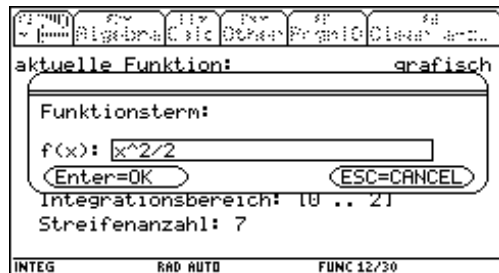 Algebra Calc Other PrgmIO Clean
aktuelle Funktion: grafisch
Funktionsterm:
f(x): x^2/2
Enter=OK ESC=CANCEL
Integrationsbereich: [0 .. 2]
Streifenanzahl: 7
INTEG RAD AUTO FUNC 12/30